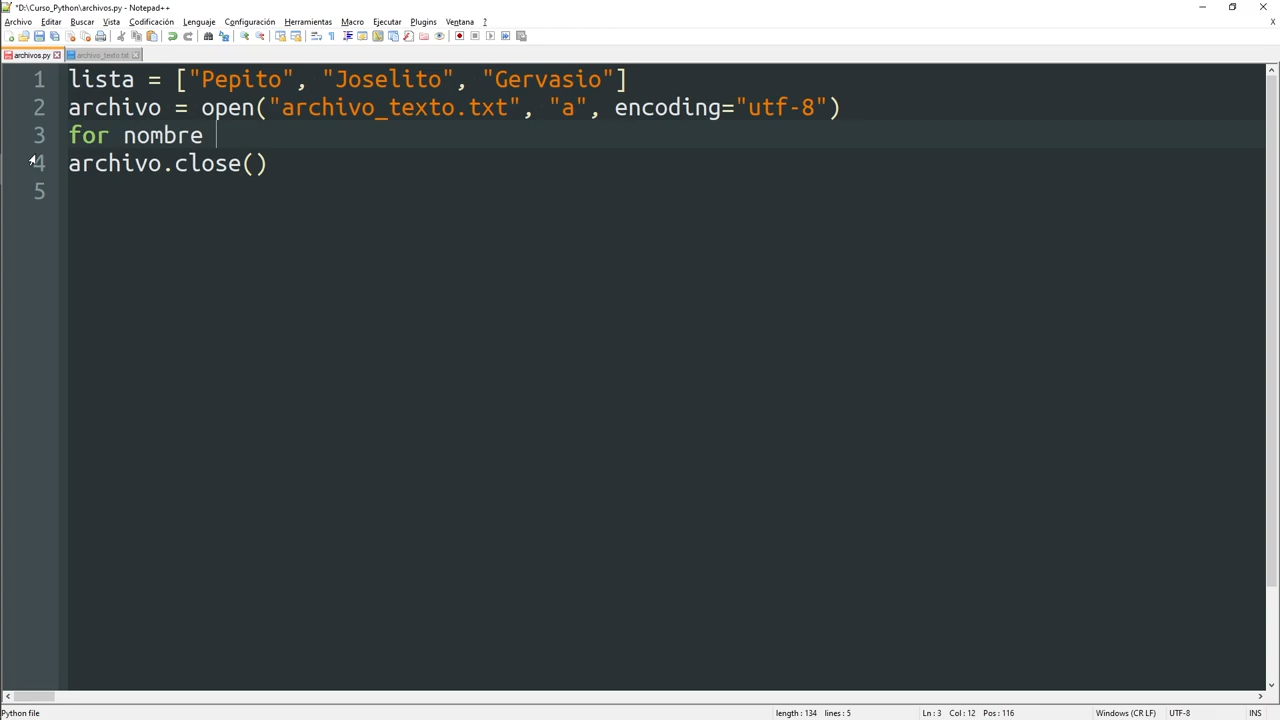 *D:\Curso_Python\archivos.py - Notepad++
Archivo Editar Buscar Vista Codificación Lenguaje Configuración Herramientas Macro Ejecutar Plugins Ventana ? X
archivos.py archivo_texto.txt
1 lista = ["Pepito", "Joselito", "Gervasio"]
2 archivo = open("archivo_texto.txt", "a", encoding="utf-8")
3 for nombre
4 archivo.close()
5
Python file length : 134 lines : 5 Ln : 3 Col : 12 Pos : 116 Windows (CR LF) UTF-8 INS